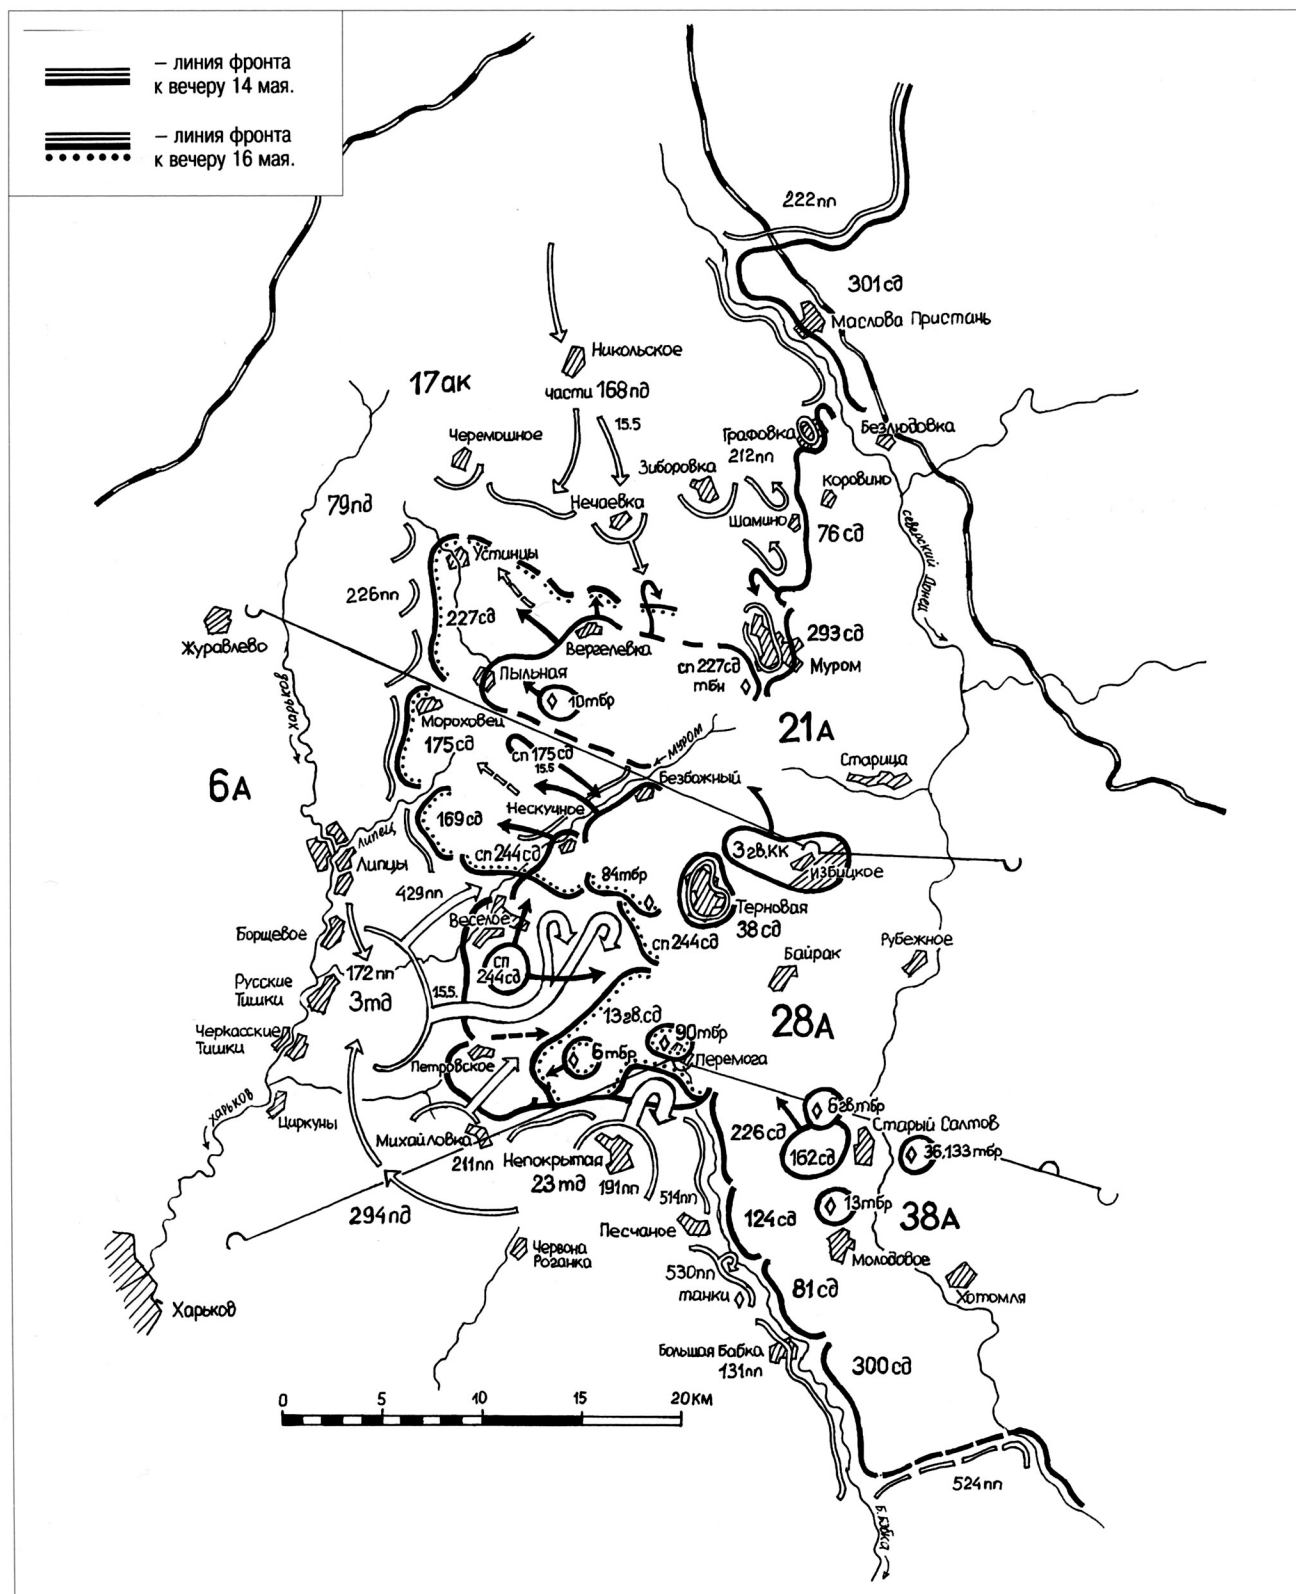 – линия фронта
к вечеру 14 мая.
– линия фронта
к вечеру 16 мая.
222пп
301сд
Маслова Пристань
Никольское
17ак
части 168пд
15.5
Черемошное
Графовка
212пп
Безлюдовка
Зиборовка
Коровино
79пд
Нечаевка
Шамино
76сд
северский Донец
Устинцы
226пп
227сд
Журавлево
Вергелевка
293сд
Муром
сп 227сд
тбн
Пыльная
10тбр
харьков
Мороховец
175сд
21А
муром
сп 175сд
15.5
Безбажный
Старица
6А
Нескучное
169сд
Липец
Липцы
сп 244сд
3гв.КК
избицкое
84тбр
429пп
Терновая
38сд
Веселое
Борщевое
сп 244сд
Байрак
Рубежное
сп
244сд
172пп
3тд
15.5.
Русские
Тишки
13гв.сд
28А
Черкасские
Тишки
90тбр
6тбр
Перемога
Петровское
харьков
Циркуны
6гв.тбр
Старый Салтов
226сд
162сд
36,133тбр
Михайловка
211пп
Непокрытая
23тд
191пп
514пп
13тбр
38А
124сд
294пд
Песчаное
Молодовое
Червона
Роганка
530пп
танки
81сд
Хотомля
Харьков
Большая Бабка
131пп
300сд
0 5 10 15 20км
524пп
Б.Бабка